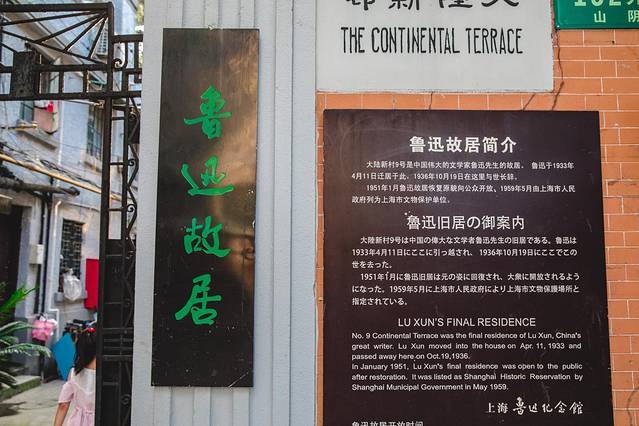 邨新陸大
THE CONTINENTAL TERRACE
山 阴
鲁迅故居
鲁迅故居简介
大陆新村9号是中国伟大的文学家鲁迅先生的故居。 鲁迅于1933年
4月11日迁居于此，1936年10月19日在这里与世长辞。
1951年1月鲁迅故居恢复原貌向公众开放、1959年5月由上海市人民
政府列为上海市文物保护单位。
魯迅旧居の御案内
大陸新村9号は中国の偉大な文学者魯迅先生の旧居である。魯迅は
1933年4月11日にここに引っ越され、 1936年10月19日にここでこの
世を去った。
1951年1月に魯迅旧居は元の姿に回復され、大衆に開放されるよう
になった。1959年5月に上海市人民政府により上海市文物保護場所と
指定されている。
LU XUN'S FINAL RESIDENCE
No. 9 Continental Terrace was the final residence of Lu Xun, China's
great writer. Lu Xun moved into the house on Apr. 11, 1933 and
passed away here on Oct.19,1936.
In January 1951, Lu Xun's final residence was open to the public
after restoration. It was listed as Shanghai Historic Reservation by
Shanghai Municipal Government in May 1959.
上海 鲁迅纪念館
鲁迅故居开放时间